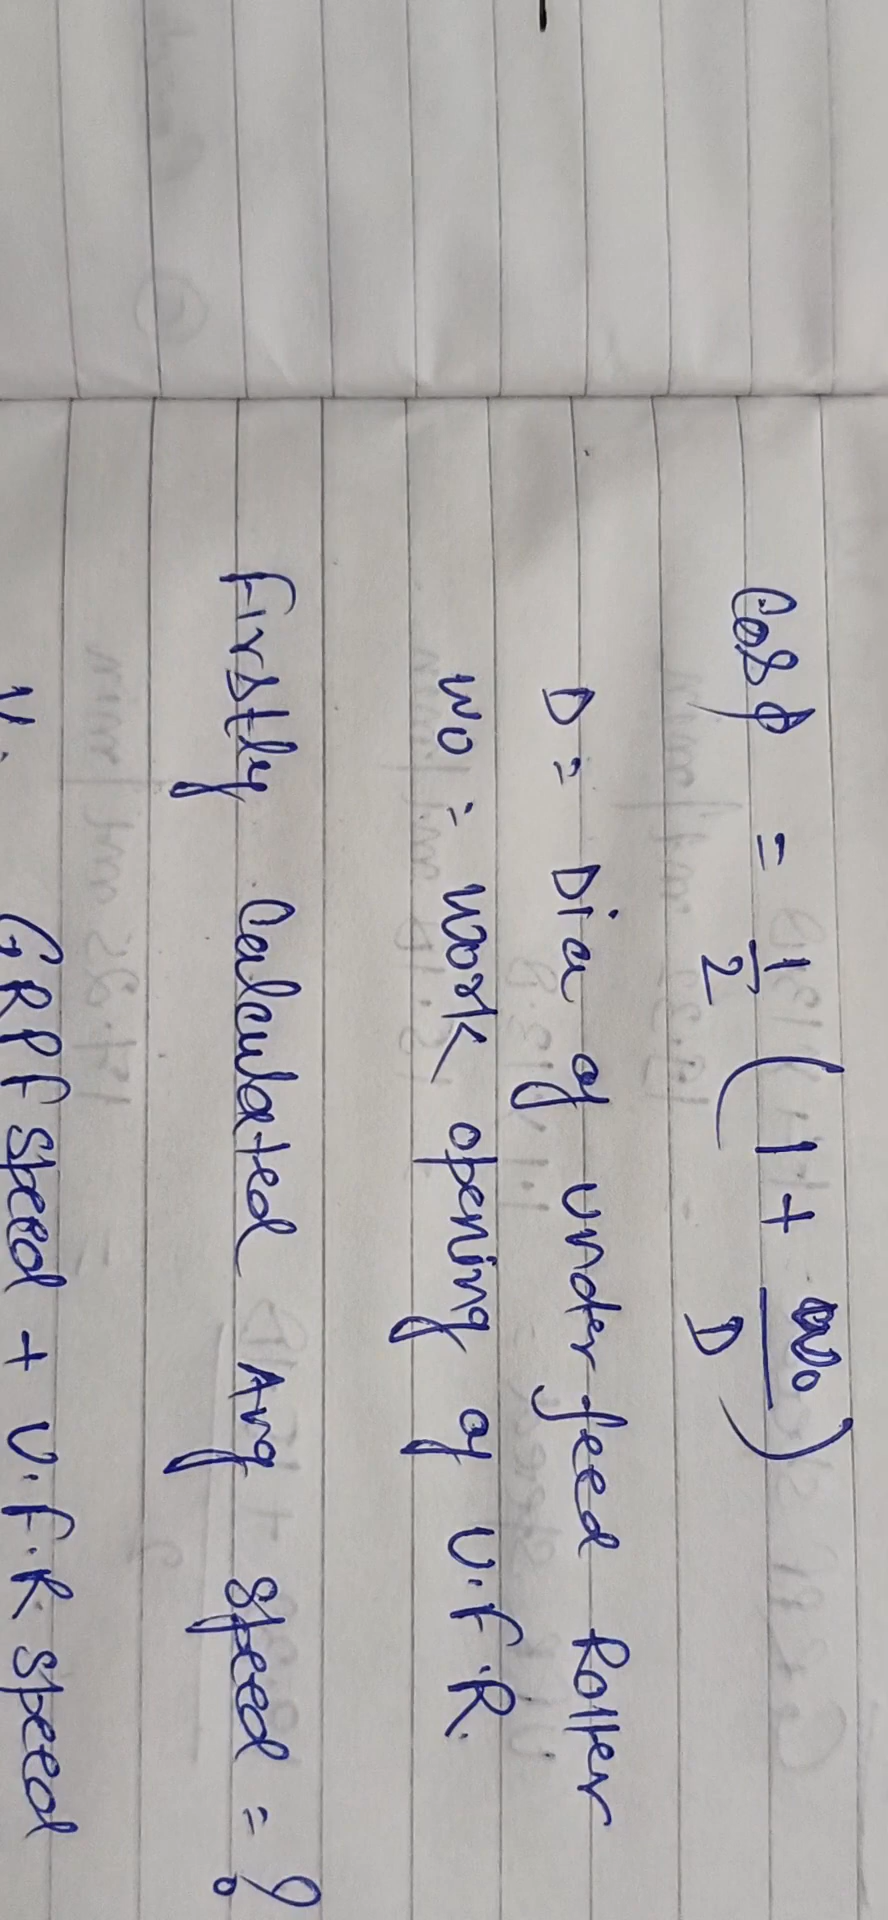 Cos φ = 1/2 (1 + wo/D)
D = Dia of under feed Roller
wo = work opening of U.F.R.
Firstly Calculated Avg speed = ?
GRPF speed + U.F.R. speed